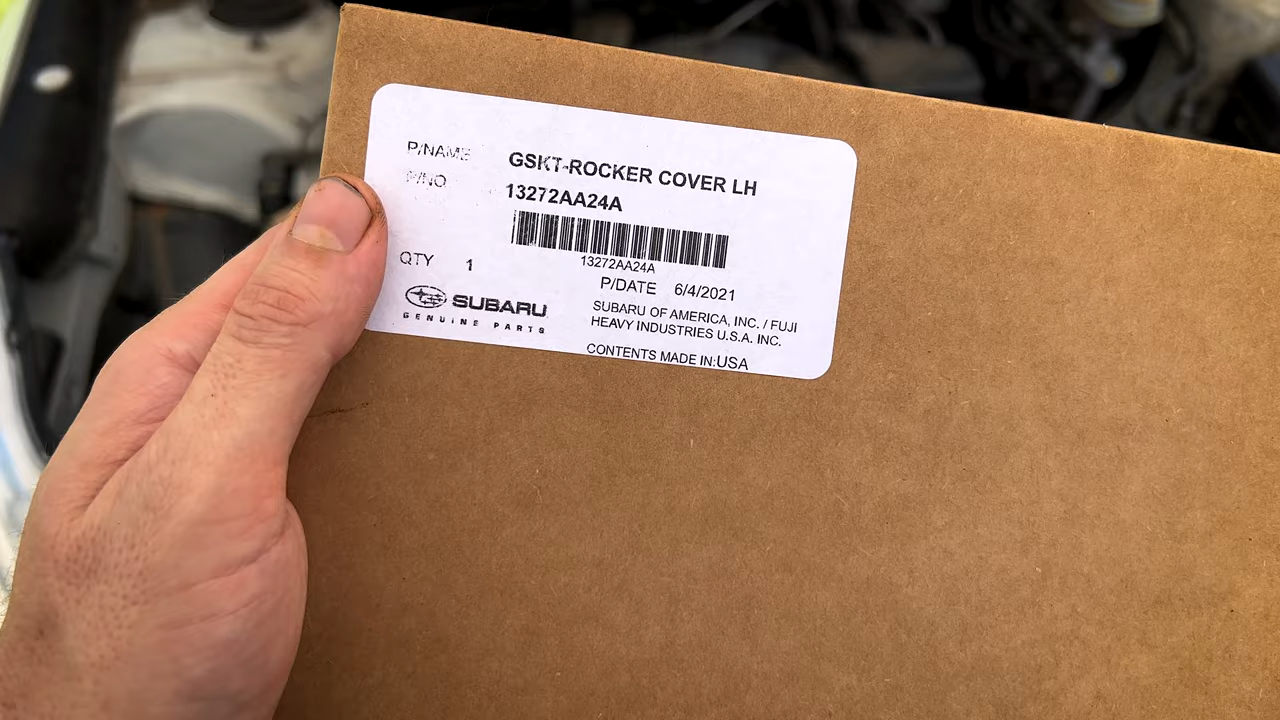 P/NAME GSKT-ROCKER COVER LH
P/NO 13272AA24A
13272AA24A
QTY 1
P/DATE 6/4/2021
SUBARU
GENUINE PARTS
SUBARU OF AMERICA, INC. / FUJI
HEAVY INDUSTRIES U.S.A. INC.
CONTENTS MADE IN:USA